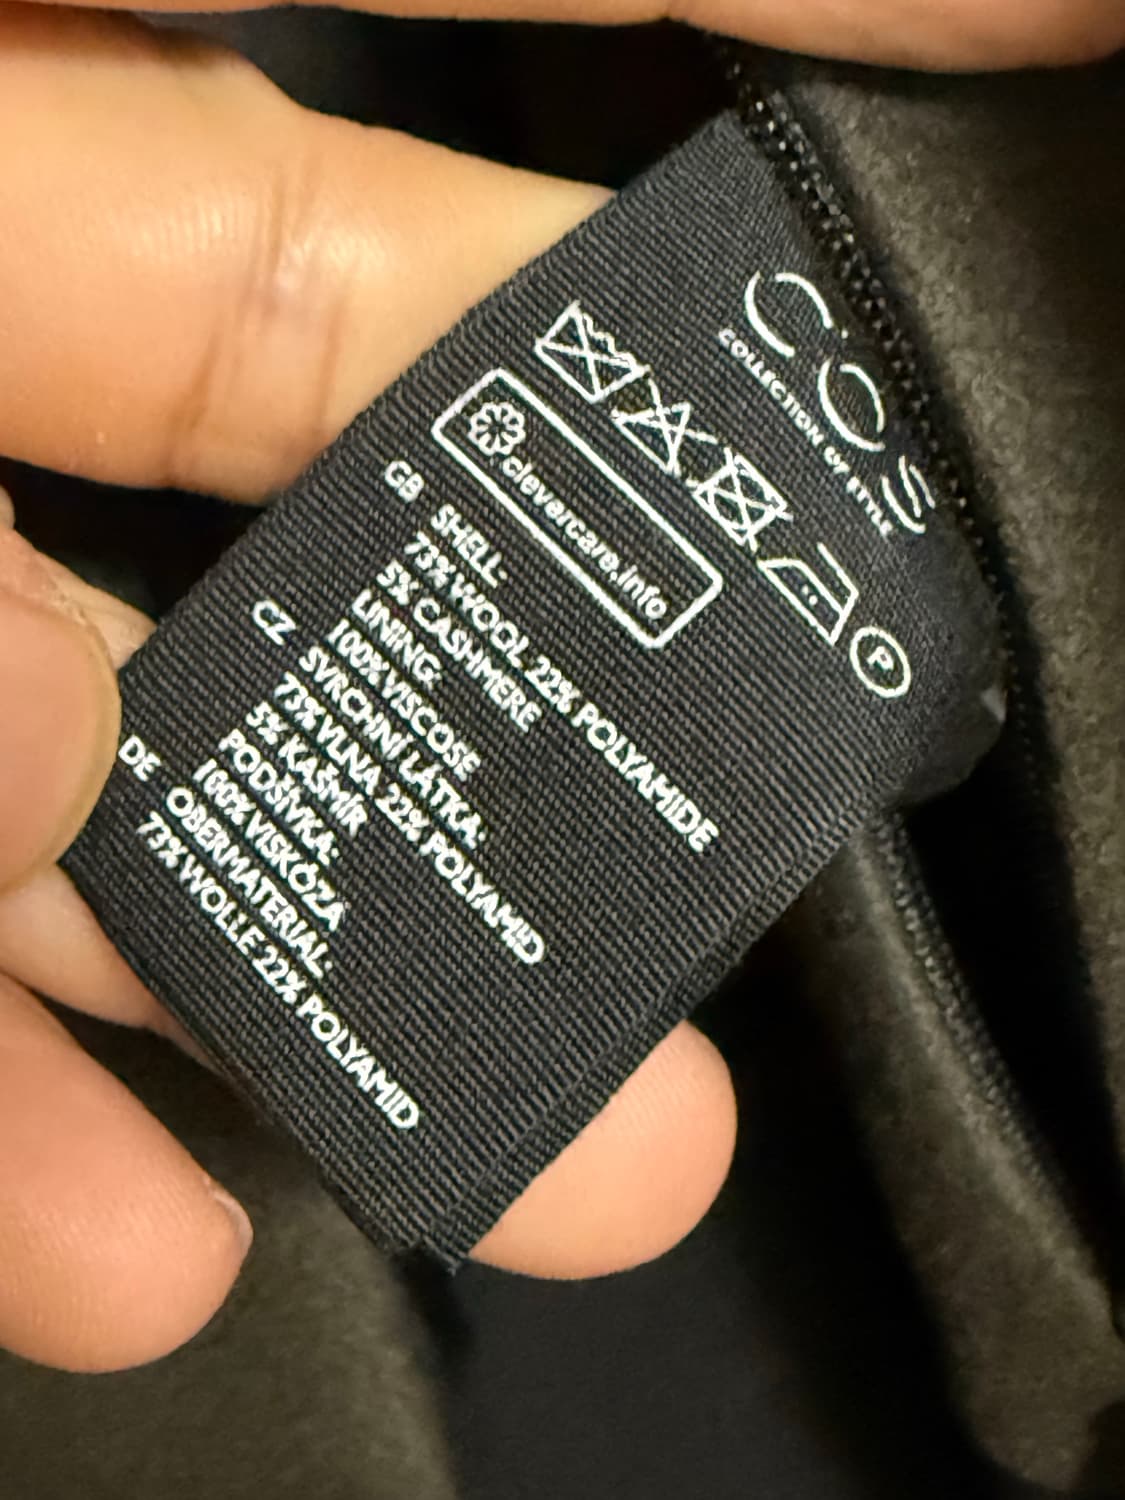 COS
COLLECTION OF STYLE
P
clevercare.info
GB SHELL:
73% WOOL 22% POLYAMIDE
5% CASHMERE
LINING:
100% VISCOSE
CZ SVRCHNÍ LÁTKA:
73% VLNA 22% POLYAMID
5% KAŠMÍR
PODŠÍVKA:
100% VISKÓZA
DE OBERMATERIAL:
73% WOLLE 22% POLYAMID